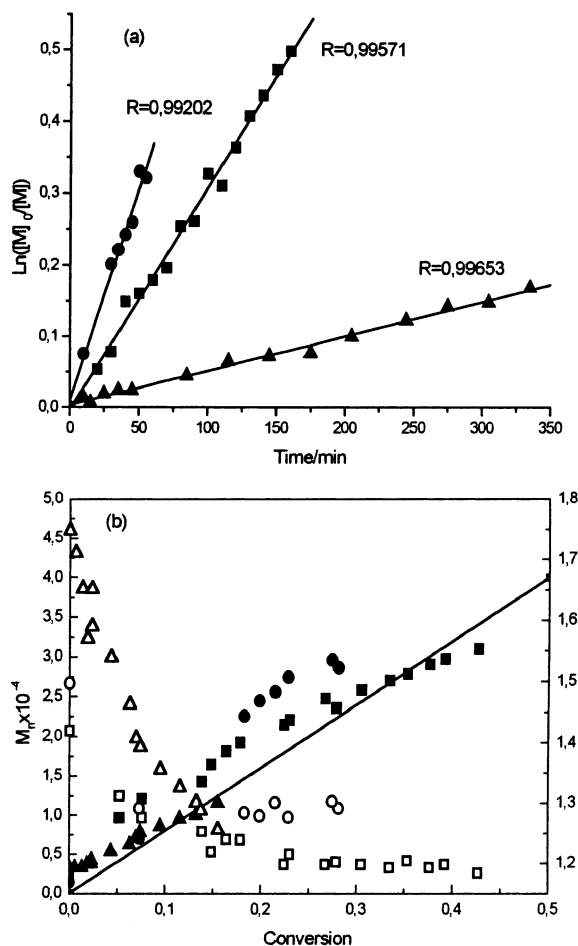 (a)
R=0,99571
R=0,99202
R=0,99653
Ln([M]0/[M])
0,5
0,4
0,3
0,2
0,1
0,0
0 50 100 150 200 250 300 350
Time/min
(b)
Mnx10-4
5,0
4,5
4,0
3,5
3,0
2,5
2,0
1,5
1,0
0,5
0,0
1,8
1,7
1,6
1,5
1,4
1,3
1,2
0,0 0,1 0,2 0,3 0,4 0,5
Conversion